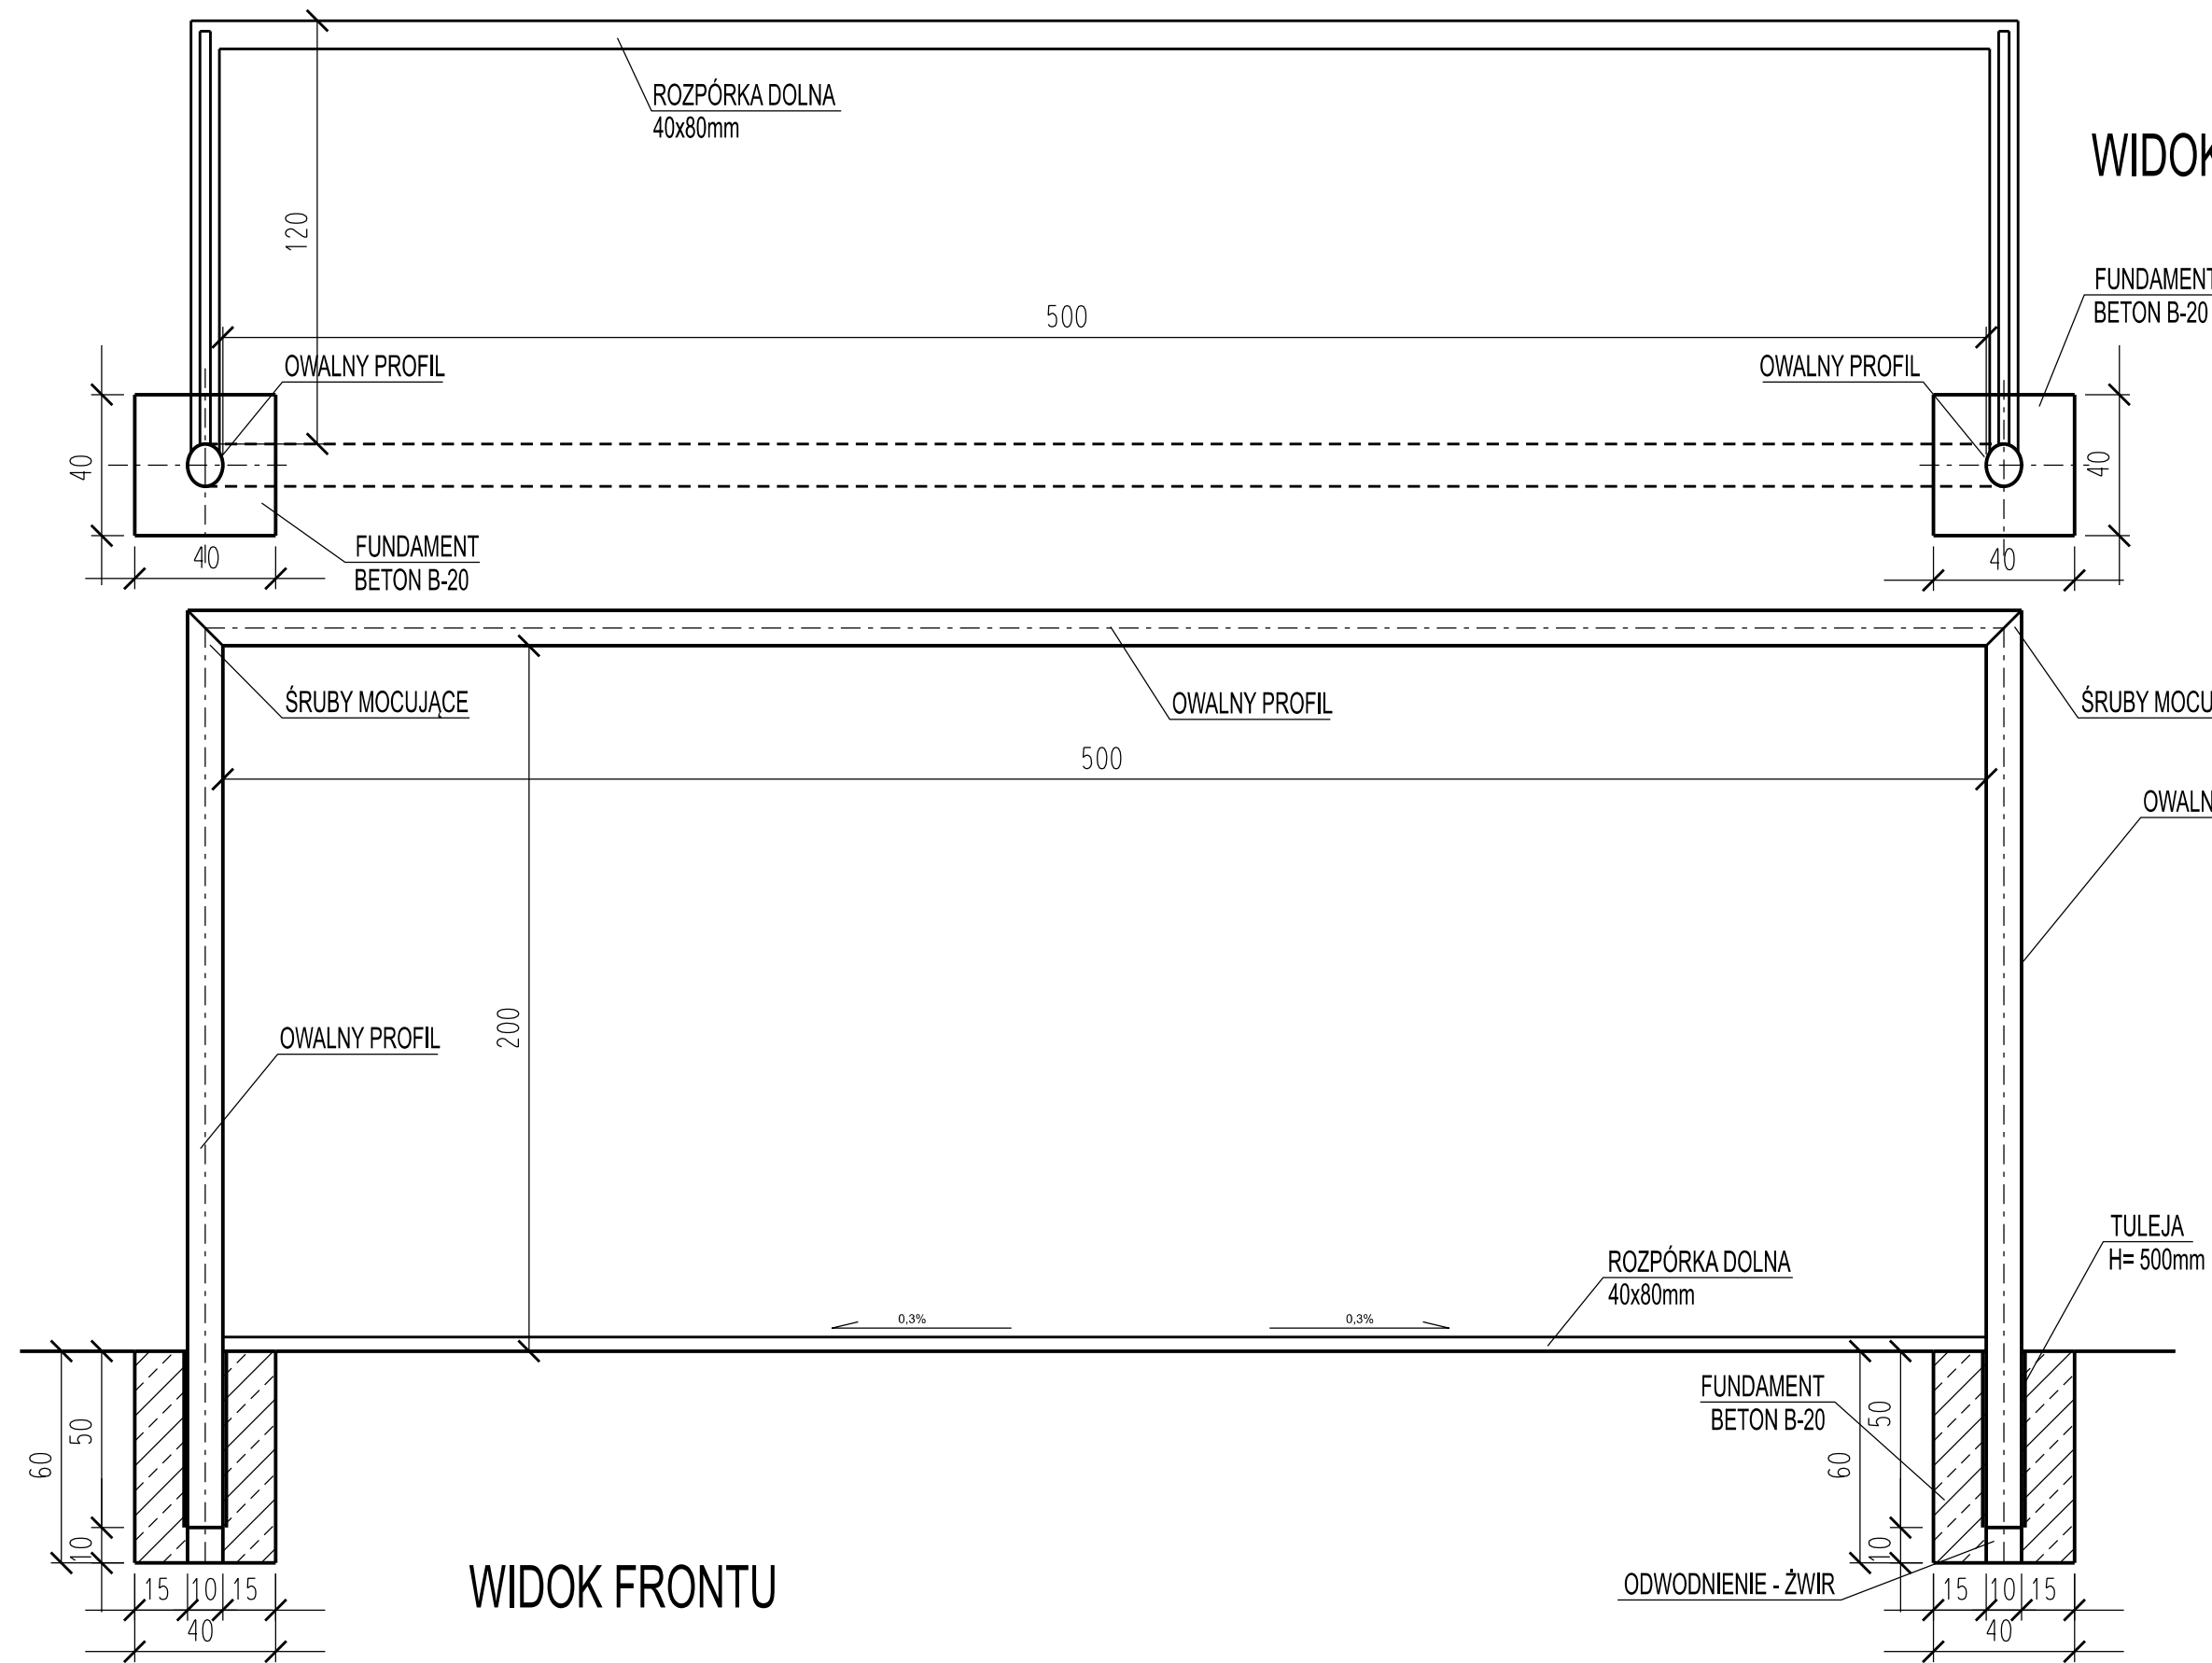 ROZPÓRKA DOLNA
40x80mm
WIDOK
120
FUNDAMENT
BETON B-20
500
OWALNY PROFIL
OWALNY PROFIL
40
40
40
FUNDAMENT
BETON B-20
40
ŚRUBY MOCUJĄCE
OWALNY PROFIL
ŚRUBY MOCU
500
OWALN
200
OWALNY PROFIL
TULEJA
H= 500mm
ROZPÓRKA DOLNA
40x80mm
0,3%
0,3%
FUNDAMENT
BETON B-20
50
60
10
50
60
10
WIDOK FRONTU
ODWODNIENIE - ŻWIR
15 10 15
40
15 10 15
40